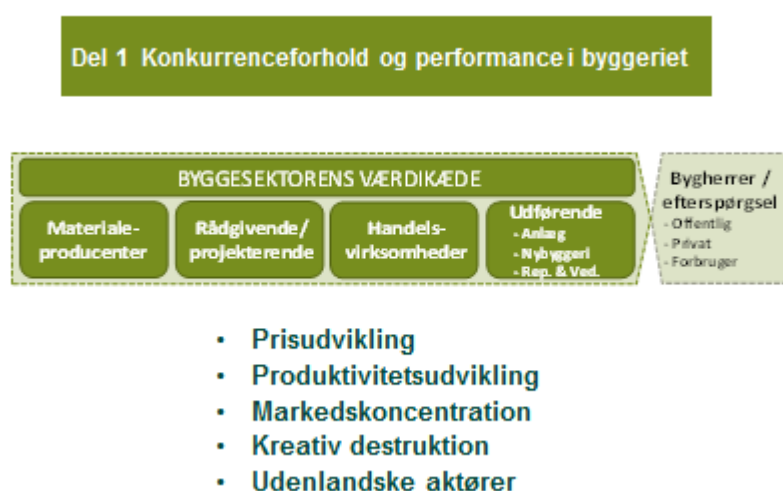 Del 1 Konkurrenceforhold og performance i byggeriet
BYGGESEKTORENS VÆRDIKÆDE
Materiale-
producenter
Rådgivende/
projekterende
Handels-
virksomheder
Udførende
- Anlæg
- Nybyggeri
- Rep. & Ved.
Bygherrer /
efterspørgsel
- Offentlig
- Privat
- Forbruger
• Prisudvikling
• Produktivitetsudvikling
• Markedskoncentration
• Kreativ destruktion
• Udenlandske aktører